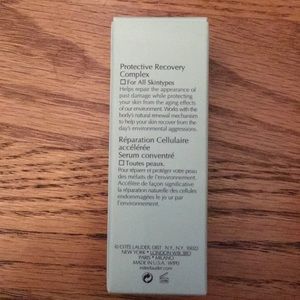 Protective Recovery
Complex
☐ For All Skintypes
Helps repair the appearance of
past damage while protecting
your skin from the aging effects
of our environment. Works with the
body's natural renewal mechanism
to help your skin recover from the
day's environmental aggressions.
Réparation Cellulaire
accélérée
Serum conventré
☐ Toutes peaux.
Pour réparer et protéger votre peau
des méfaits de l'environnement.
Accélère de façon significative
la réparation naturelle des cellules
endommagées le jour par
l'environnement.
© ESTÉE LAUDER, DIST. N.Y., N.Y. 10022
NEW YORK • LONDON W1K 3BQ
PARIS • MILANO
MADE IN U.S.A.
esteelauder.com